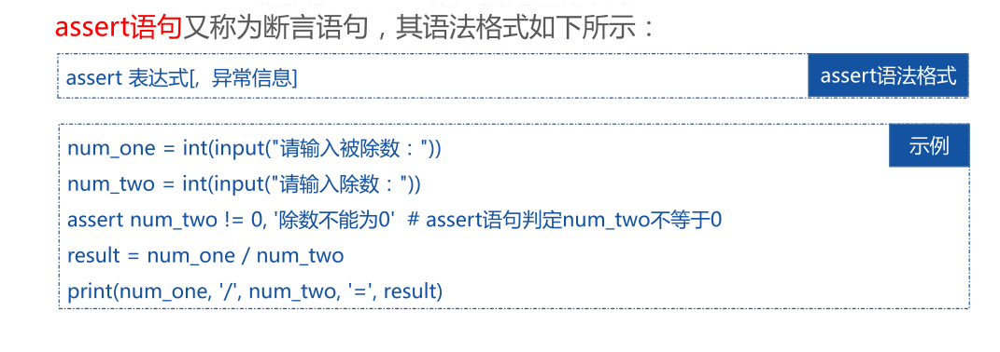 assert语句又称为断言语句，其语法格式如下所示：
assert 表达式[,  异常信息]
assert语法格式
示例
num_one = int(input("请输入被除数："))
num_two = int(input("请输入除数："))
assert num_two != 0, '除数不能为0'  # assert语句判定num_two不等于0
result = num_one / num_two
print(num_one, '/', num_two, '=', result)